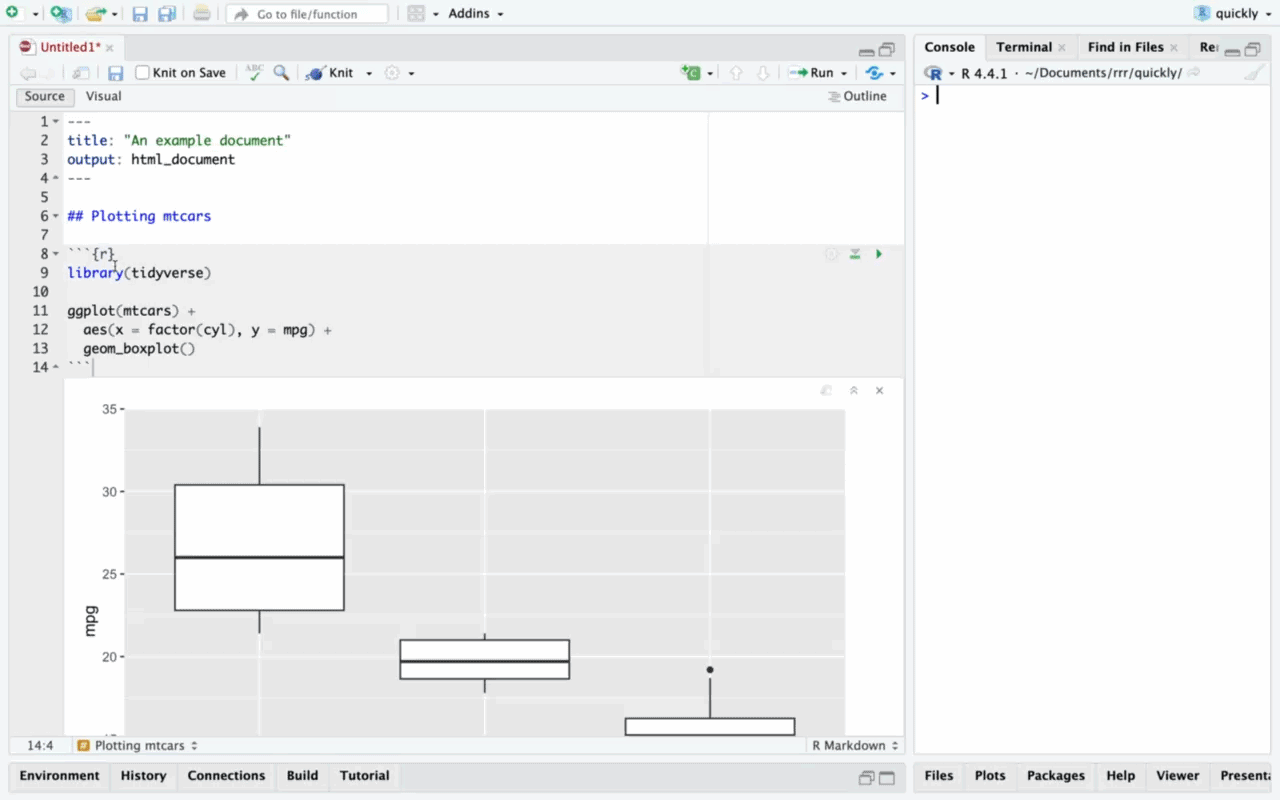 Go to file/function
Addins
quickly
Untitled1*
Knit on Save
ABC
Knit
Run
Source
Visual
Outline
1 ---
2 title: "An example document"
3 output: html_document
4 ---
5
6 ## Plotting mtcars
7
8 ```{r}
9 library(tidyverse)
10
11 ggplot(mtcars) +
12 aes(x = factor(cyl), y = mpg) +
13 geom_boxplot()
14 ```
35
30
25
20
mpg
14:4
Plotting mtcars
R Markdown
Environment
History
Connections
Build
Tutorial
Console
Terminal
Find in Files
Re
R 4.4.1 · ~/Documents/rrr/quickly/
>
Files
Plots
Packages
Help
Viewer
Present